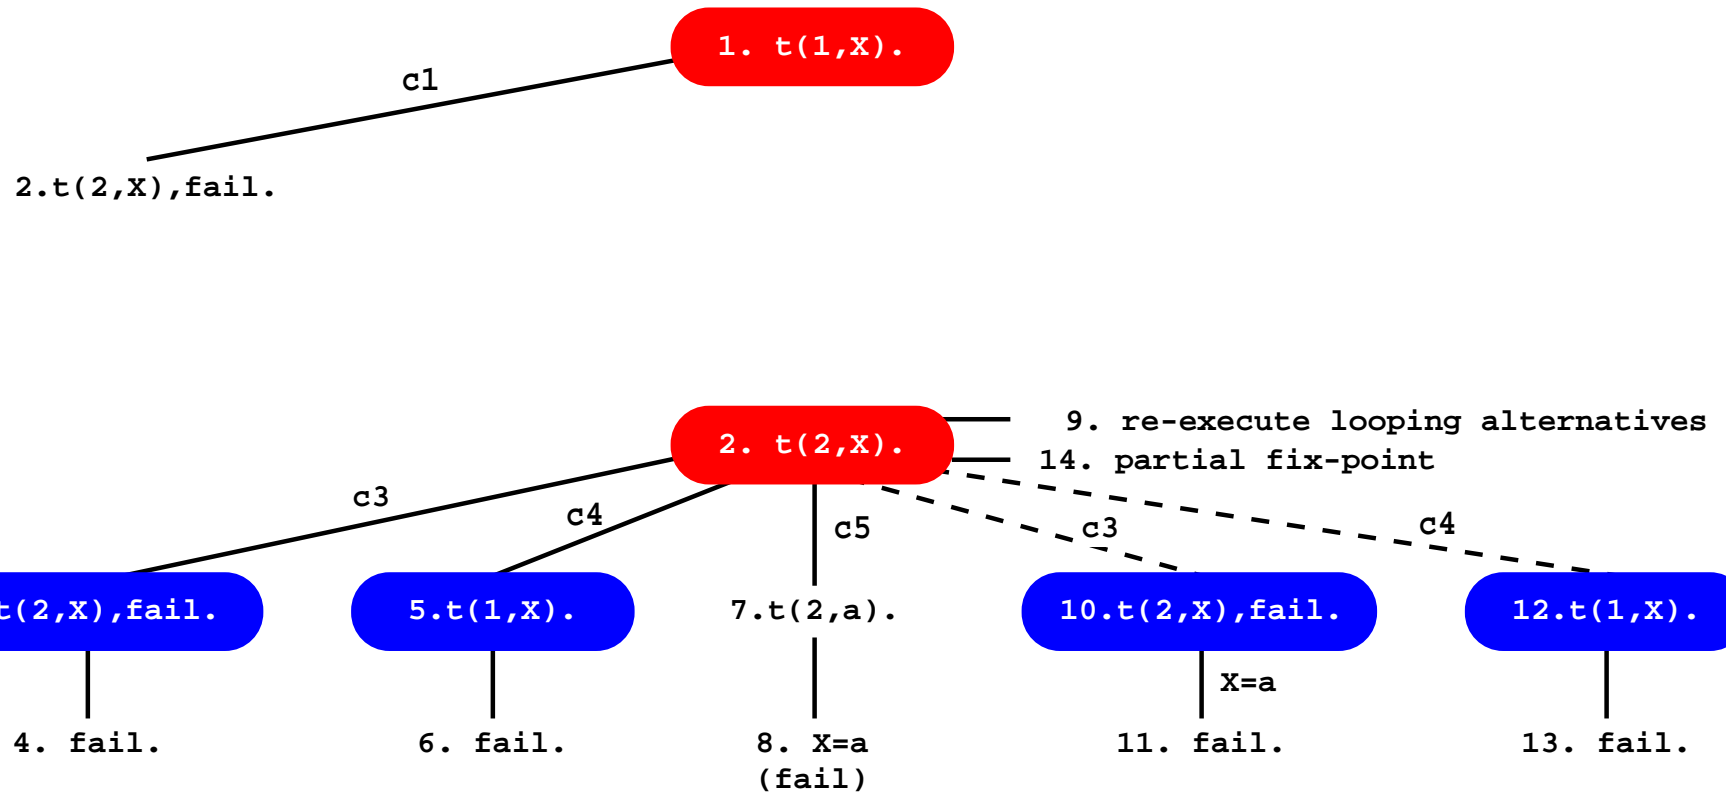 1. t(1,X).
c1
2.t(2,X),fail.
9. re-execute looping alternatives
2. t(2,X).
14. partial fix-point
c3
c4
c5
c3
c4
t(2,X),fail.
5.t(1,X).
7.t(2,a).
10.t(2,X),fail.
12.t(1,X).
X=a
4. fail.
6. fail.
8. X=a
(fail)
11. fail.
13. fail.